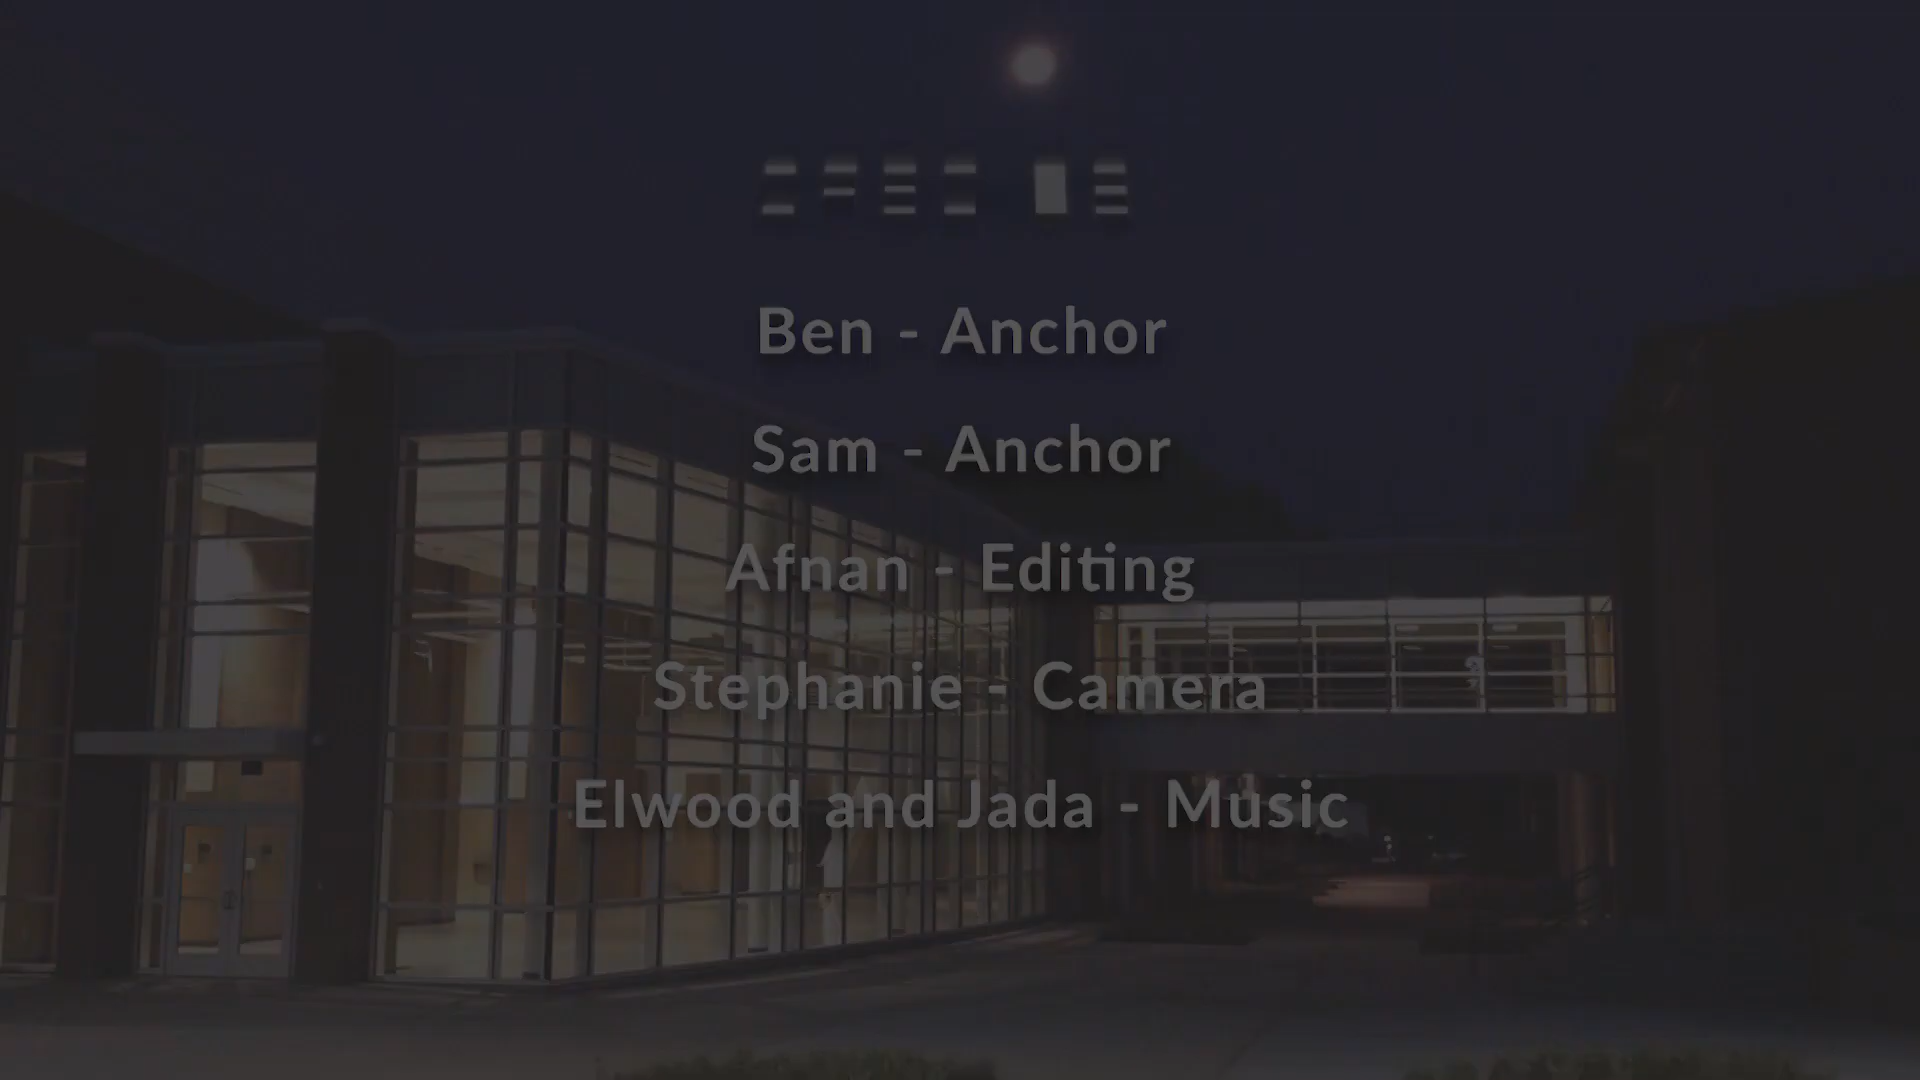 Ben - Anchor
Sam - Anchor
Afnan - Editing
Stephanie - Camera
Elwood and Jada - Music